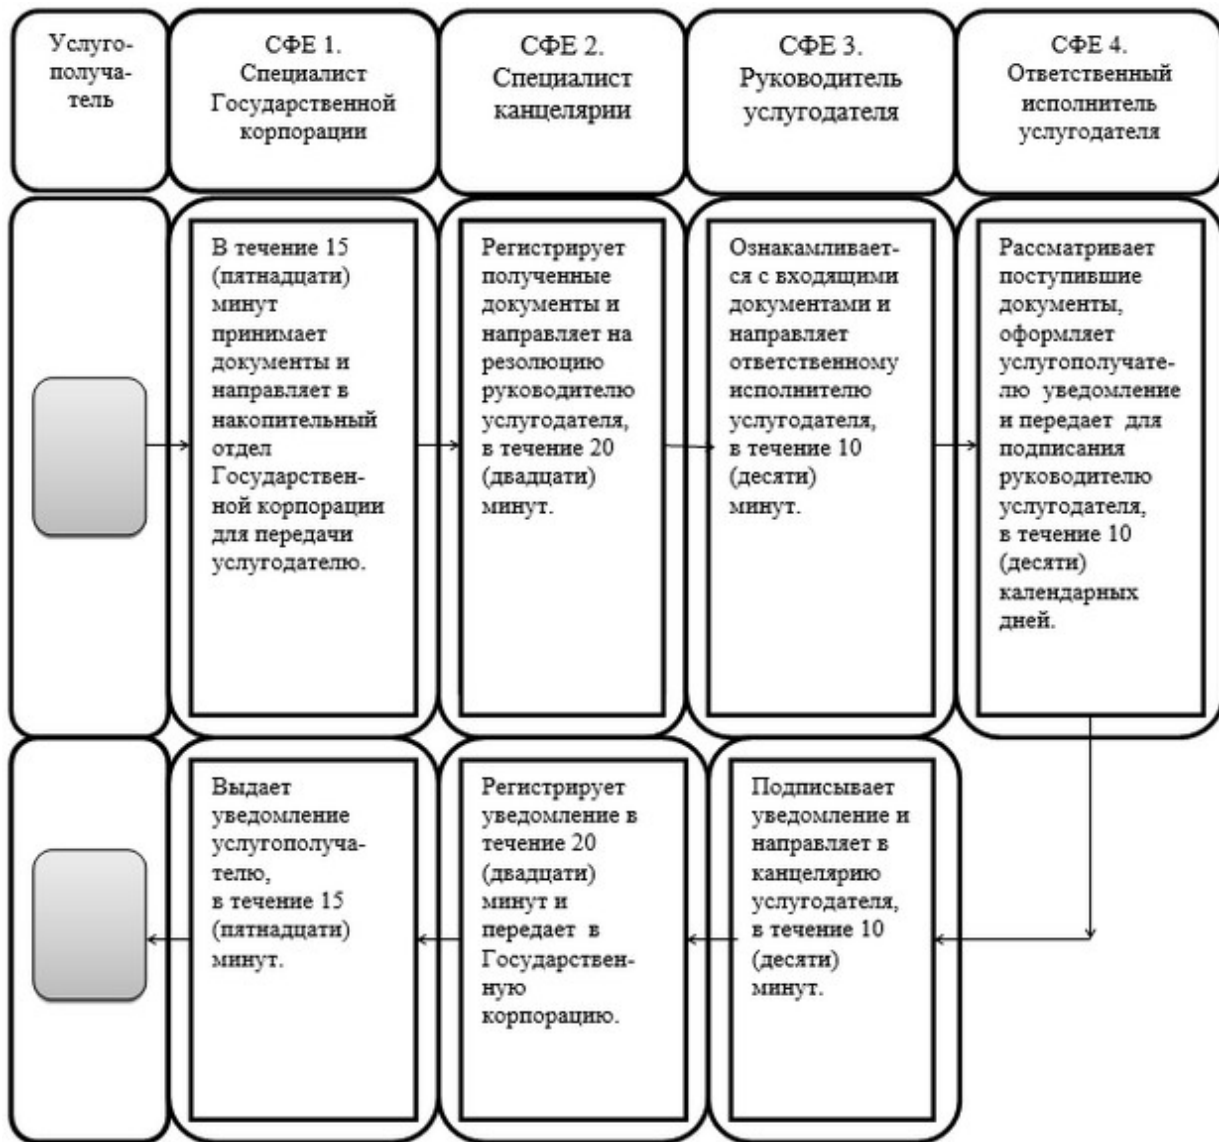 Услуго-
получа-
тель
СФЕ 1.
Специалист
Государственной
корпорации
СФЕ 2.
Специалист
канцелярии
СФЕ 3.
Руководитель
услугодателя
СФЕ 4.
Ответственный
исполнитель
услугодателя
В течение 15
(пятнадцати)
минут
принимает
документы и
направляет в
накопительный
отдел
Государствен-
ной корпорации
для передачи
услугодателю.
Регистрирует
полученные
документы и
направляет на
резолюцию
руководителю
услугодателя,
в течение 20
(двадцати)
минут.
Ознакамливает-
ся с входящими
документами и
направляет
ответственному
исполнителю
услугодателя,
в течение 10
(десяти)
минут.
Рассматривает
поступившие
документы,
оформляет
услугополучате-
лю уведомление
и передает для
подписания
руководителю
услугодателя,
в течение 10
(десяти)
календарных
дней.
Выдает
уведомление
услугополуча-
телю,
в течение 15
(пятнадцати)
минут.
Регистрирует
уведомление в
течение 20
(двадцати)
минут и
передает в
Государствен-
ную
корпорацию.
Подписывает
уведомление и
направляет в
канцелярию
услугодателя,
в течение 10
(десяти)
минут.